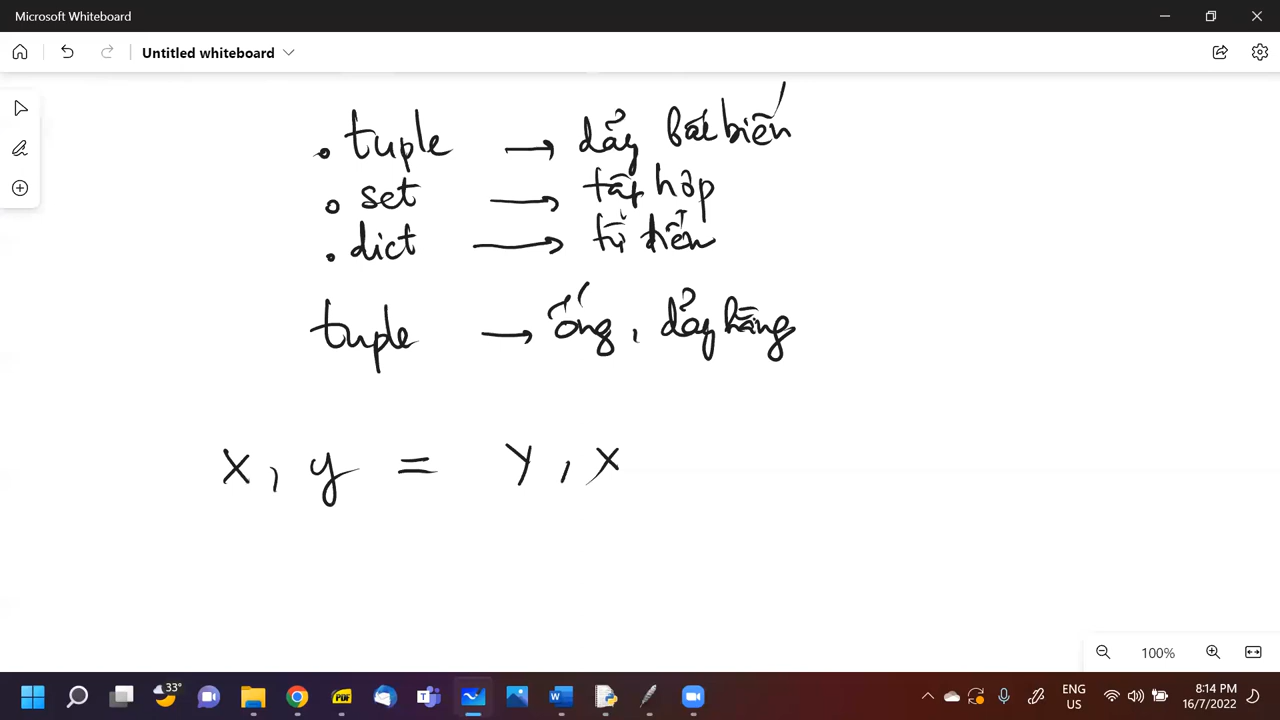 Microsoft Whiteboard
Untitled whiteboard
• tuple → dãy bất biến
• set → tập hợp
• dict → từ điển
tuple → ống, dãy hằng
x, y = y, x
100%
33°
ENG
US
8:14 PM
16/7/2022